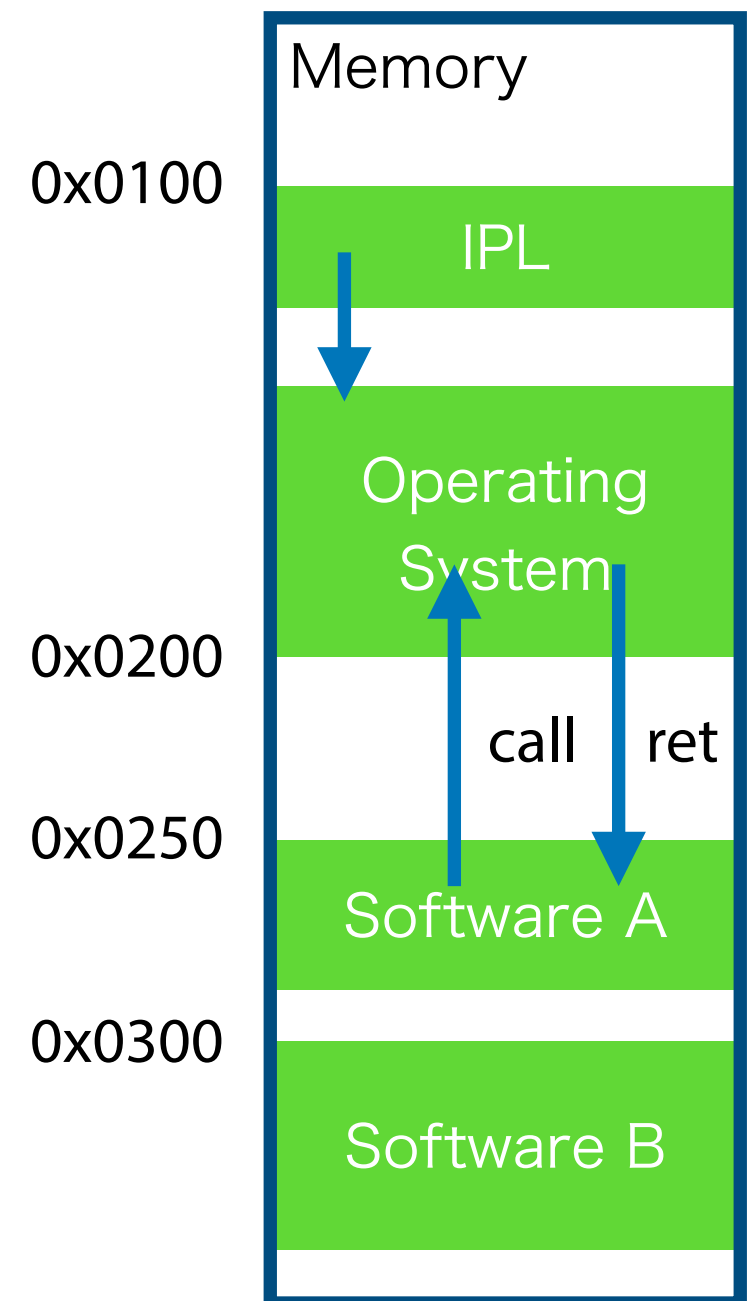 Memory
0x0100
IPL
Operating
System
0x0200
call ret
0x0250
Software A
0x0300
Software B